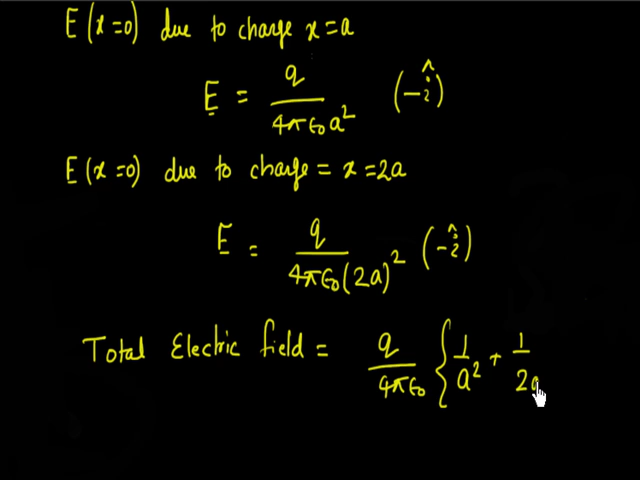 E(x=0) due to charge x=a
E = q/4πϵ₀a² (-î)
E(x=0) due to charge = x=2a
E = q/4πϵ₀(2a)² (-î)
Total Electric field = q/4πϵ₀ {1/a² + 1/2a